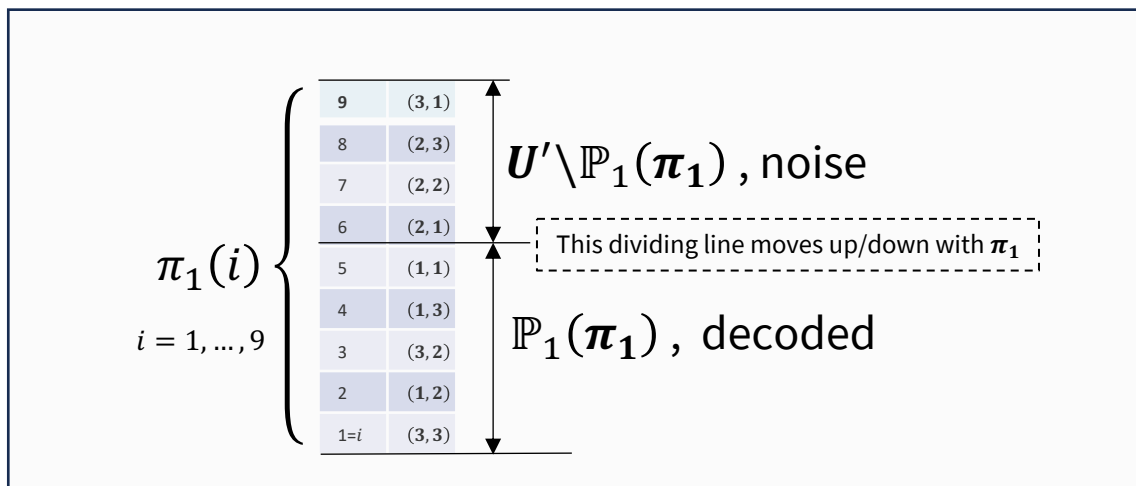 9 (3, 1)
8 (2, 3)
7 (2, 2)
6 (2, 1)
5 (1, 1)
4 (1, 3)
3 (3, 2)
2 (1, 2)
1=i (3, 3)
π₁(i)
i = 1, ..., 9
U′\ℙ₁(π₁) , noise
This dividing line moves up/down with π₁
ℙ₁(π₁) , decoded